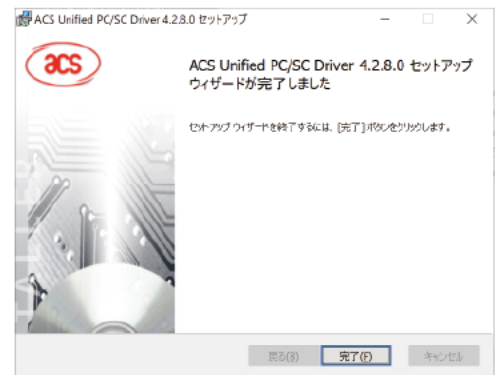 ACS Unified PC/SC Driver 4.2.8.0 セットアップ
acs
ACS Unified PC/SC Driver 4.2.8.0 セットアップ
ウィザードが完了しました
セットアップ ウィザードを終了するには、[完了] ボタンをクリックします。
戻る(B)
完了(F)
キャンセル